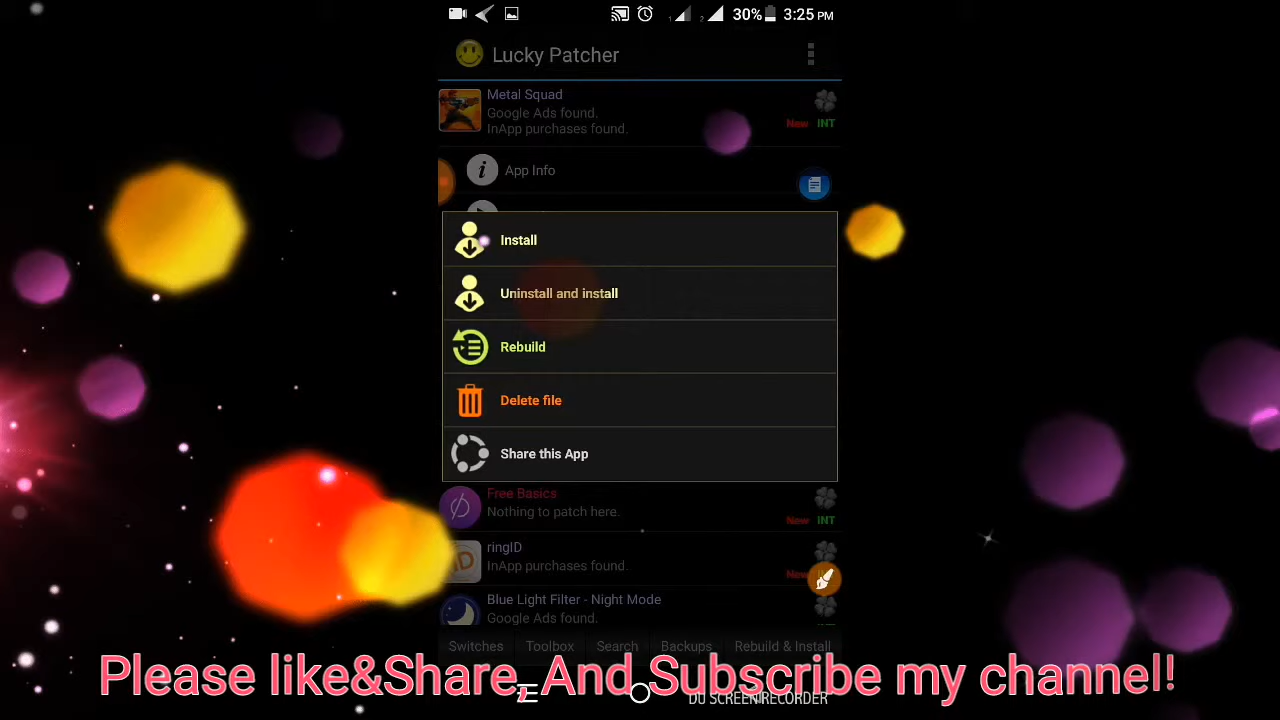 30% 3:25 PM
Lucky Patcher
Metal Squad
Google Ads found.
InApp purchases found.
New INT
App Info
Install
Uninstall and install
Rebuild
Delete file
Share this App
Free Basics
Nothing to patch here.
New INT
ringID
InApp purchases found.
New
Blue Light Filter - Night Mode
Google Ads found.
Switches Toolbox Search Backups Rebuild & Install
Please like&Share, And Subscribe my channel!
DU SCREEN RECORDER